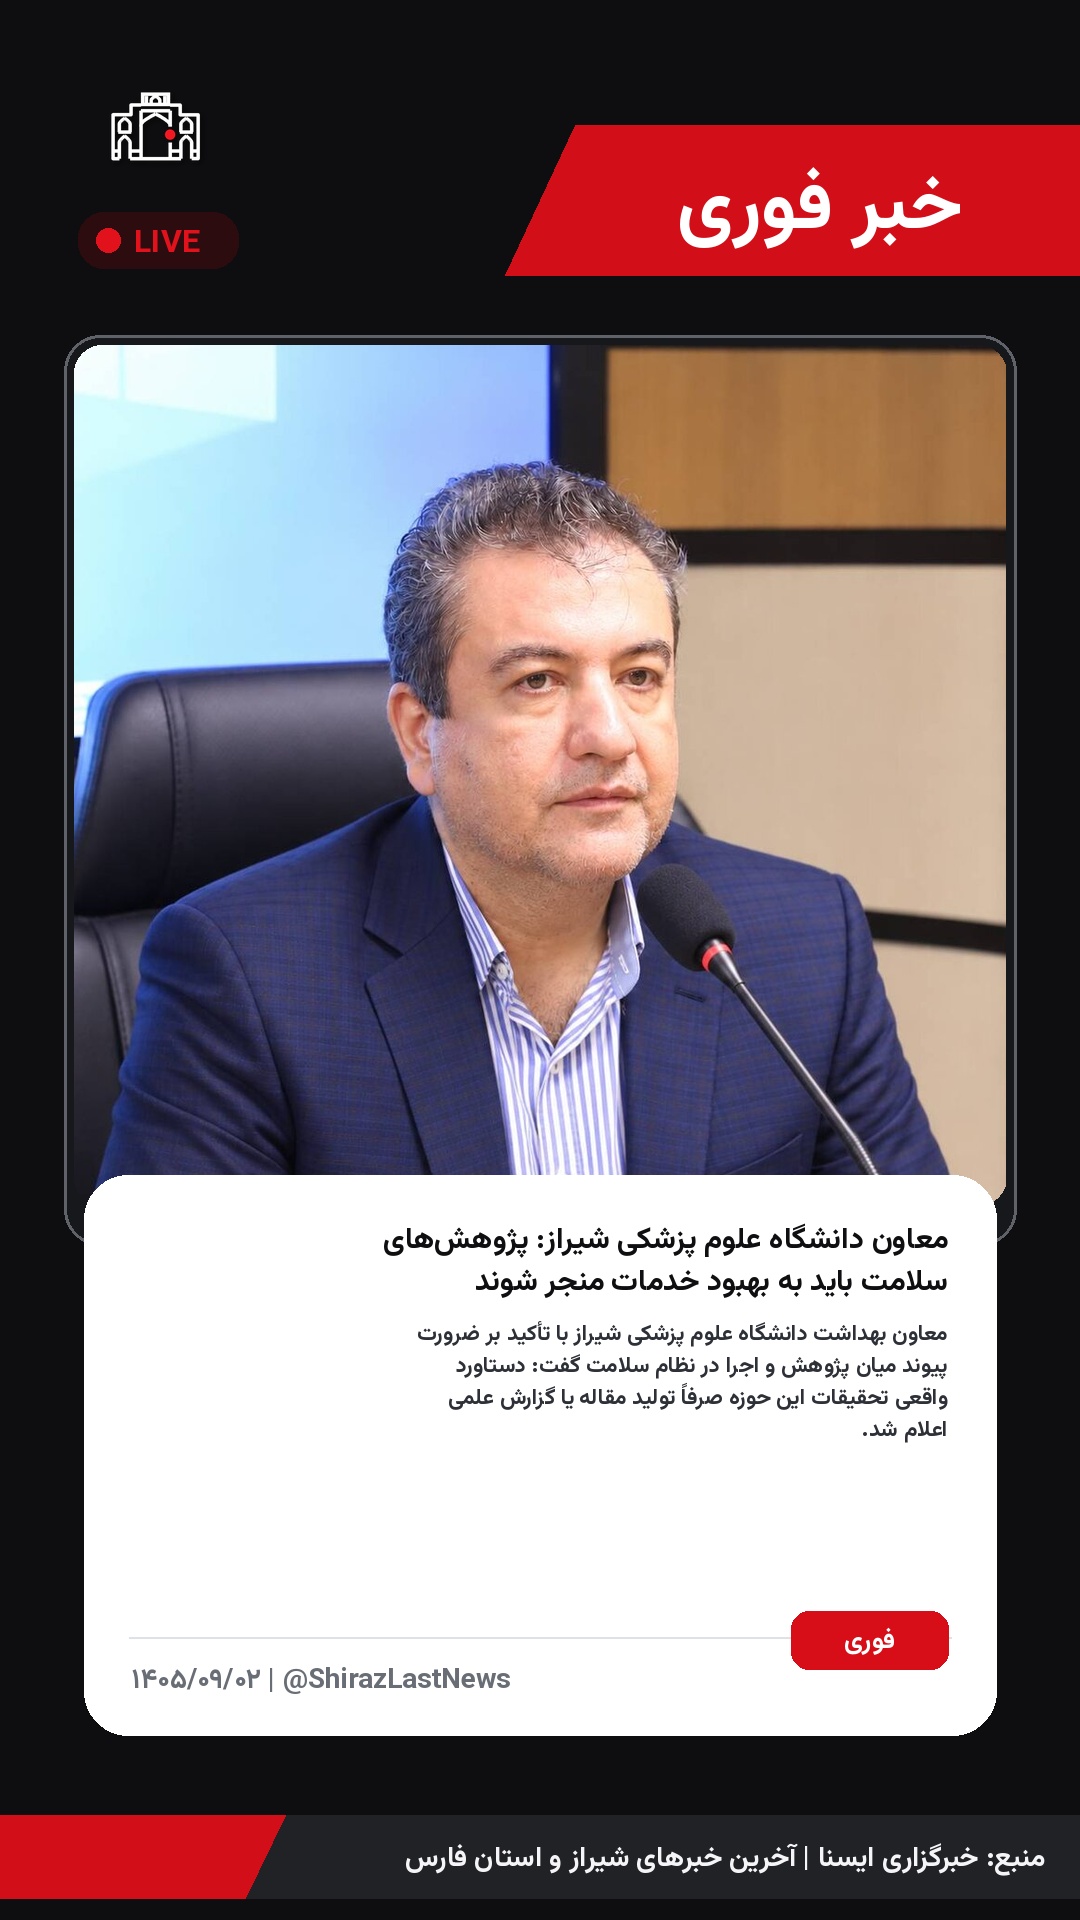 LIVE
خبر فوری
معاون دانشگاه علوم پزشکی شیراز: پژوهش‌های
سلامت باید به بهبود خدمات منجر شوند
معاون بهداشت دانشگاه علوم پزشکی شیراز با تأکید بر ضرورت
پیوند میان پژوهش و اجرا در نظام سلامت گفت: دستاورد
واقعی تحقیقات این حوزه صرفاً تولید مقاله یا گزارش علمی
اعلام شد.
فوری
۱۴۰۵/۰۹/۰۲ | @ShirazLastNews
منبع: خبرگزاری ایسنا | آخرین خبرهای شیراز و استان فارس